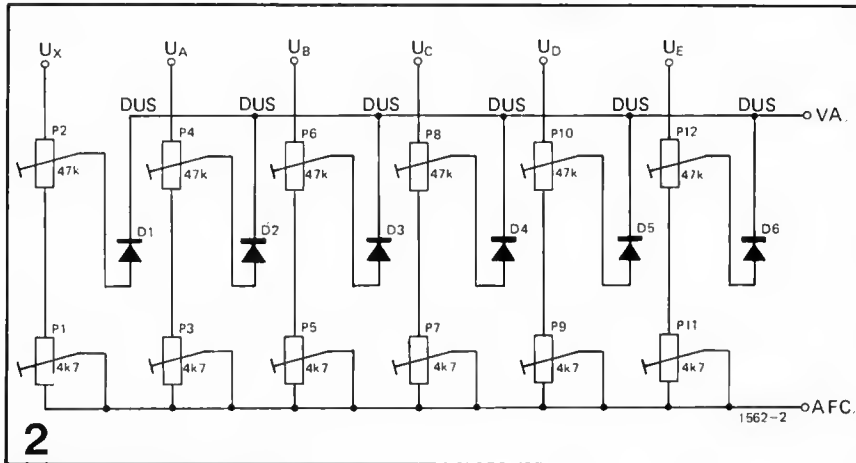 UX UA UB UC UD UE
DUS DUS DUS DUS DUS DUS
VA.
P2 P4 P6 P8 P10 P12
47k 47k 47k 47k 47k 47k
D1 D2 D3 D4 D5 D6
P1 P3 P5 P7 P9 P11
4k7 4k7 4k7 4k7 4k7 4k7
1562-2
AFC.
2